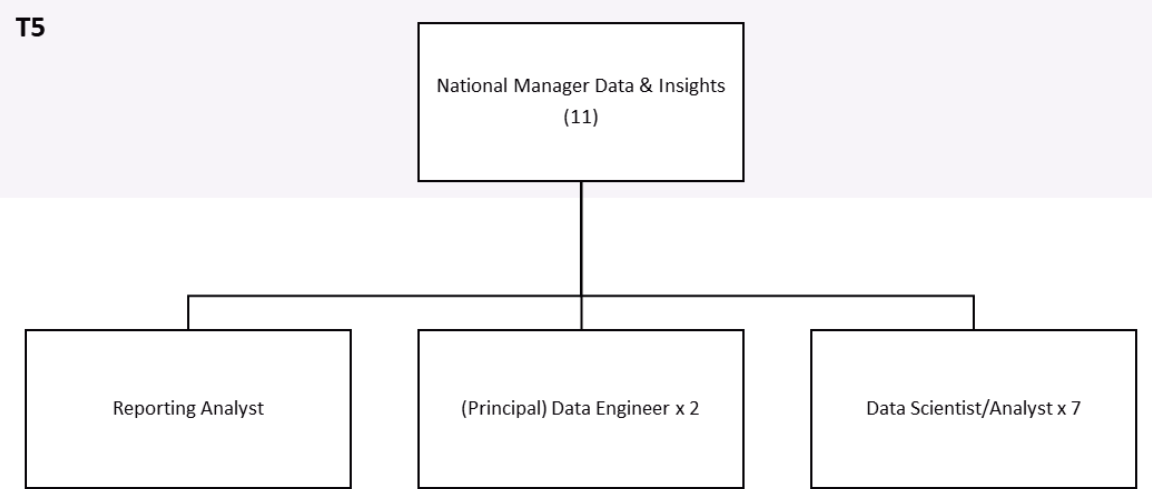 T5
National Manager Data & Insights
(11)
Reporting Analyst
(Principal) Data Engineer x 2
Data Scientist/Analyst x 7